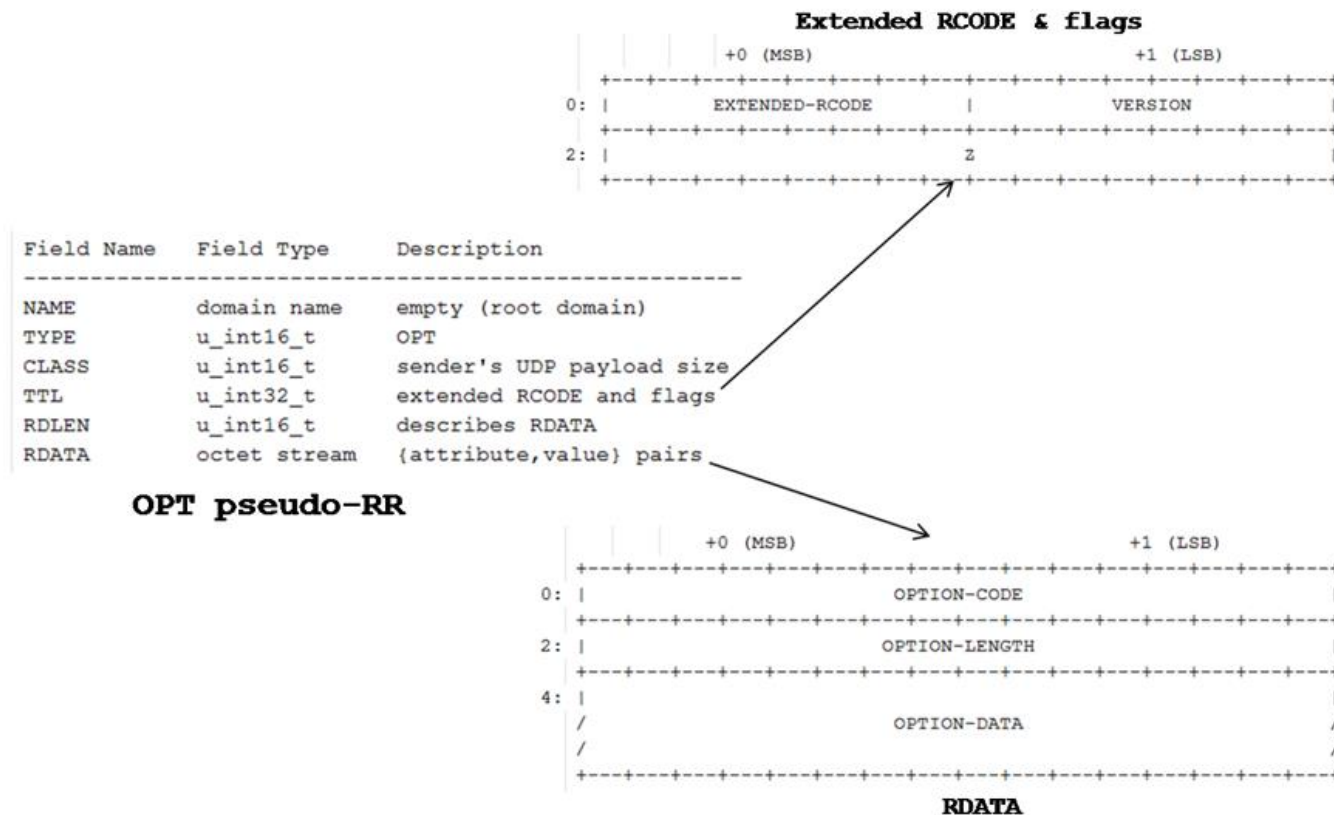 Extended RCODE & flags
+0 (MSB) +1 (LSB)
+---+---+---+---+---+---+---+---+---+---+---+---+---+---+---+---+
0: | EXTENDED-RCODE | VERSION |
+---+---+---+---+---+---+---+---+---+---+---+---+---+---+---+---+
2: | Z |
+---+---+---+---+---+---+---+---+---+---+---+---+---+---+---+---+
Field Name Field Type Description
------------------------------------------------------
NAME domain name empty (root domain)
TYPE u_int16_t OPT
CLASS u_int16_t sender's UDP payload size
TTL u_int32_t extended RCODE and flags
RDLEN u_int16_t describes RDATA
RDATA octet stream {attribute,value} pairs
OPT pseudo-RR
+0 (MSB) +1 (LSB)
+---+---+---+---+---+---+---+---+---+---+---+---+---+---+---+---+
0: | OPTION-CODE |
+---+---+---+---+---+---+---+---+---+---+---+---+---+---+---+---+
2: | OPTION-LENGTH |
+---+---+---+---+---+---+---+---+---+---+---+---+---+---+---+---+
4: | |
/ OPTION-DATA /
/ /
+---+---+---+---+---+---+---+---+---+---+---+---+---+---+---+---+
RDATA